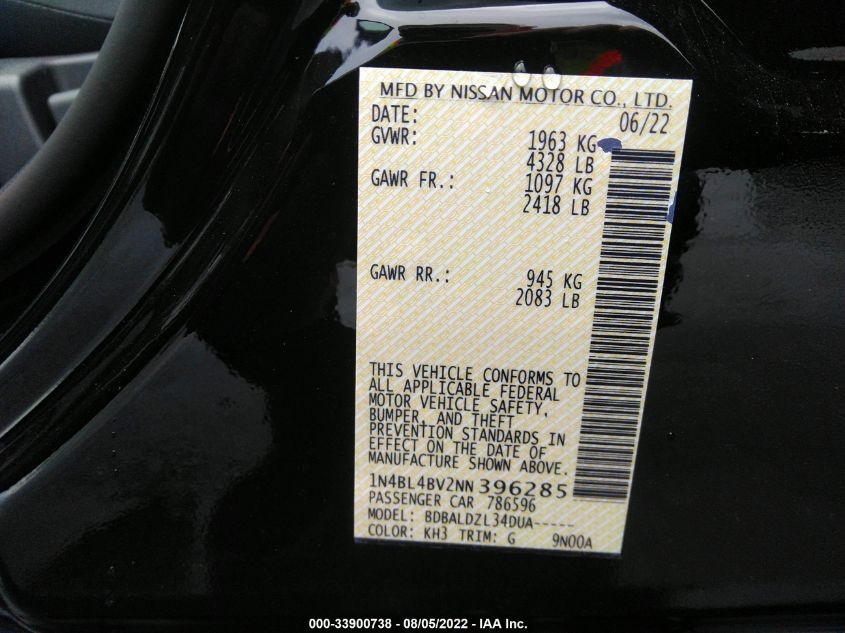 MFD BY NISSAN MOTOR CO., LTD.
DATE: 06/22
GVWR: 1963 KG
4328 LB
GAWR FR.: 1097 KG
2418 LB
GAWR RR.: 945 KG
2083 LB
THIS VEHICLE CONFORMS TO
ALL APPLICABLE FEDERAL
MOTOR VEHICLE SAFETY,
BUMPER, AND THEFT
PREVENTION STANDARDS IN
EFFECT ON THE DATE OF
MANUFACTURE SHOWN ABOVE.
1N4BL4BV2NN396285
PASSENGER CAR 786596
MODEL: BDBALDZL34DUA-----
COLOR: KH3 TRIM: G 9N00A
000-33900738 - 08/05/2022 - IAA Inc.